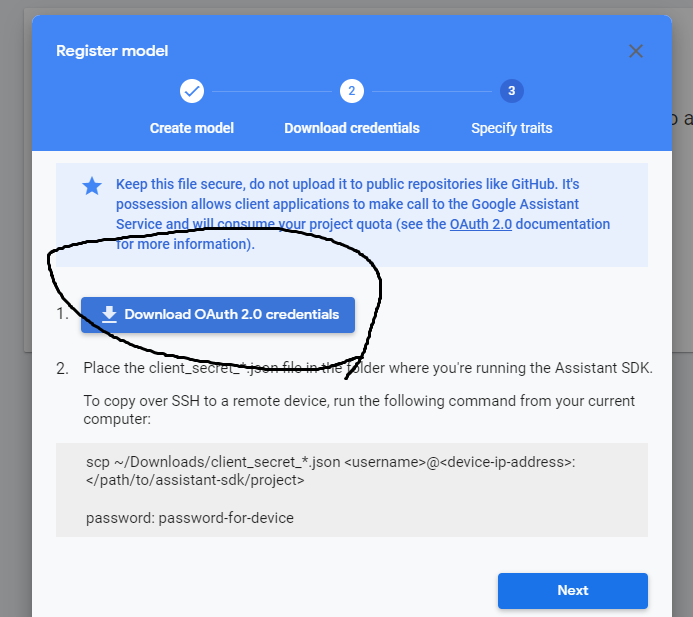 Register model
2
3
Create model
Download credentials
Specify traits
o a
Keep this file secure, do not upload it to public repositories like GitHub. It's
possession allows client applications to make call to the Google Assistant
Service and will consume your project quota (see the OAuth 2.0 documentation
for more information).
1. Download OAuth 2.0 credentials
2. Place the client_secret_*.json file in the folder where you're running the Assistant SDK.
To copy over SSH to a remote device, run the following command from your current
computer:
scp ~/Downloads/client_secret_*.json <username>@<device-ip-address>:
</path/to/assistant-sdk/project>
password: password-for-device
Next